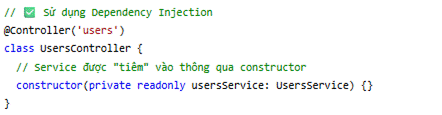 // ✅ Sử dụng Dependency Injection
@Controller('users')
class UsersController {
  // Service được "tiêm" vào thông qua constructor
  constructor(private readonly usersService: UsersService) {}
}